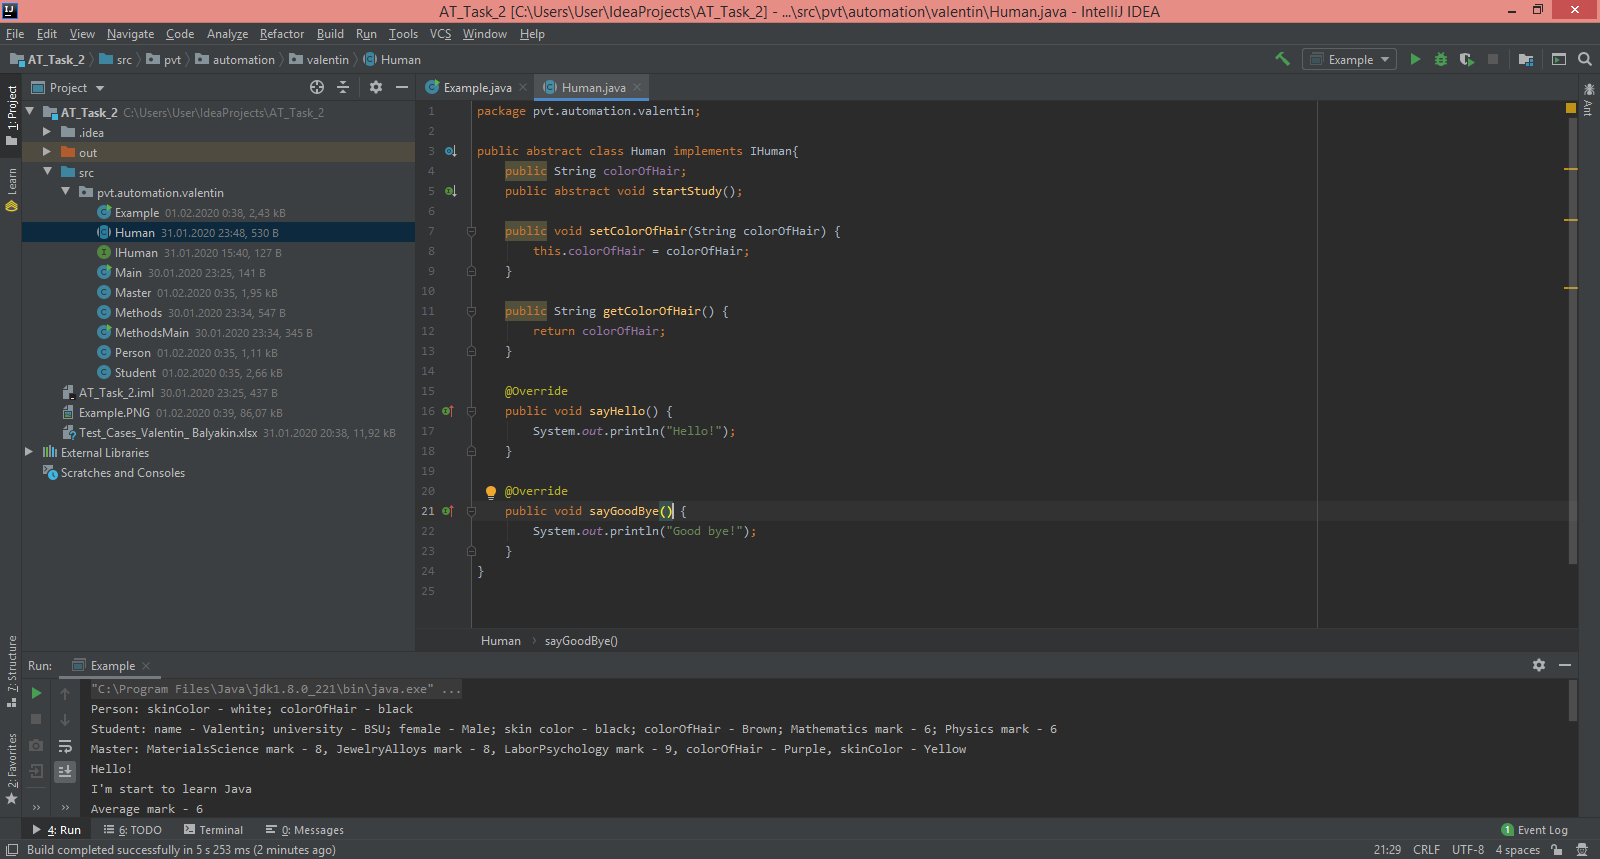 AT_Task_2 [C:\Users\User\IdeaProjects\AT_Task_2] - ...\src\pvt\automation\valentin\Human.java - IntelliJ IDEA
File Edit View Navigate Code Analyze Refactor Build Run Tools VCS Window Help
AT_Task_2 src pvt automation valentin Human
Example
Project
Example.java Human.java
1: Project
Learn
7: Structure
2: Favorites
Ant
AT_Task_2 C:\Users\User\IdeaProjects\AT_Task_2
.idea
out
src
pvt.automation.valentin
Example 01.02.2020 0:38, 2,43 kB
Human 31.01.2020 23:48, 530 B
IHuman 31.01.2020 15:40, 127 B
Main 30.01.2020 23:25, 141 B
Master 01.02.2020 0:35, 1,95 kB
Methods 30.01.2020 23:34, 547 B
MethodsMain 30.01.2020 23:34, 345 B
Person 01.02.2020 0:35, 1,11 kB
Student 01.02.2020 0:35, 2,66 kB
AT_Task_2.iml 30.01.2020 23:25, 437 B
Example.PNG 01.02.2020 0:39, 86,07 kB
Test_Cases_Valentin_ Balyakin.xlsx 31.01.2020 20:38, 11,92 kB
External Libraries
Scratches and Consoles
1 package pvt.automation.valentin;
2
3 public abstract class Human implements IHuman{
4 public String colorOfHair;
5 public abstract void startStudy();
6
7 public void setColorOfHair(String colorOfHair) {
8 this.colorOfHair = colorOfHair;
9 }
10
11 public String getColorOfHair() {
12 return colorOfHair;
13 }
14
15 @Override
16 public void sayHello() {
17 System.out.println("Hello!");
18 }
19
20 @Override
21 public void sayGoodBye() {
22 System.out.println("Good bye!");
23 }
24 }
25
Human sayGoodBye()
Run: Example
"C:\Program Files\Java\jdk1.8.0_221\bin\java.exe" ...
Person: skinColor - white; colorOfHair - black
Student: name - Valentin; university - BSU; female - Male; skin color - black; colorOfHair - Brown; Mathematics mark - 6; Physics mark - 6
Master: MaterialsScience mark - 8, JewelryAlloys mark - 8, LaborPsychology mark - 9, colorOfHair - Purple, skinColor - Yellow
Hello!
I'm start to learn Java
Average mark - 6
4: Run 6: TODO Terminal 0: Messages 1 Event Log
Build completed successfully in 5 s 253 ms (2 minutes ago) 21:29 CRLF UTF-8 4 spaces